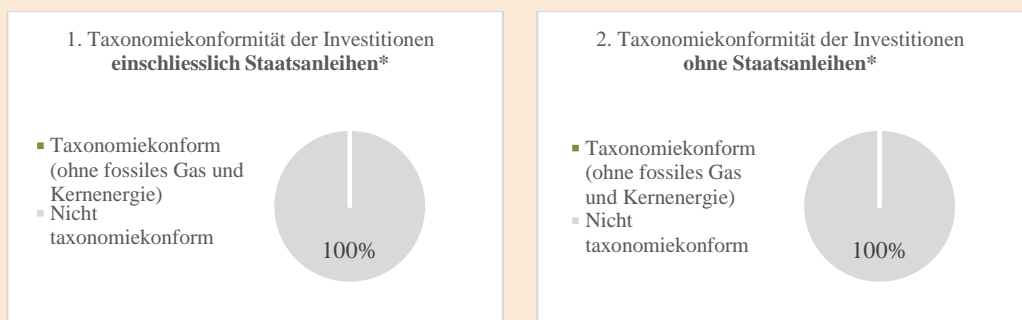 1. Taxonomiekonformität der Investitionen
einschliesslich Staatsanleihen*
Taxonomiekonform
(ohne fossiles Gas und
Kernenergie)
Nicht
taxonomiekonform
100%
2. Taxonomiekonformität der Investitionen
ohne Staatsanleihen*
Taxonomiekonform
(ohne fossiles Gas
und Kernenergie)
Nicht
taxonomiekonform
100%